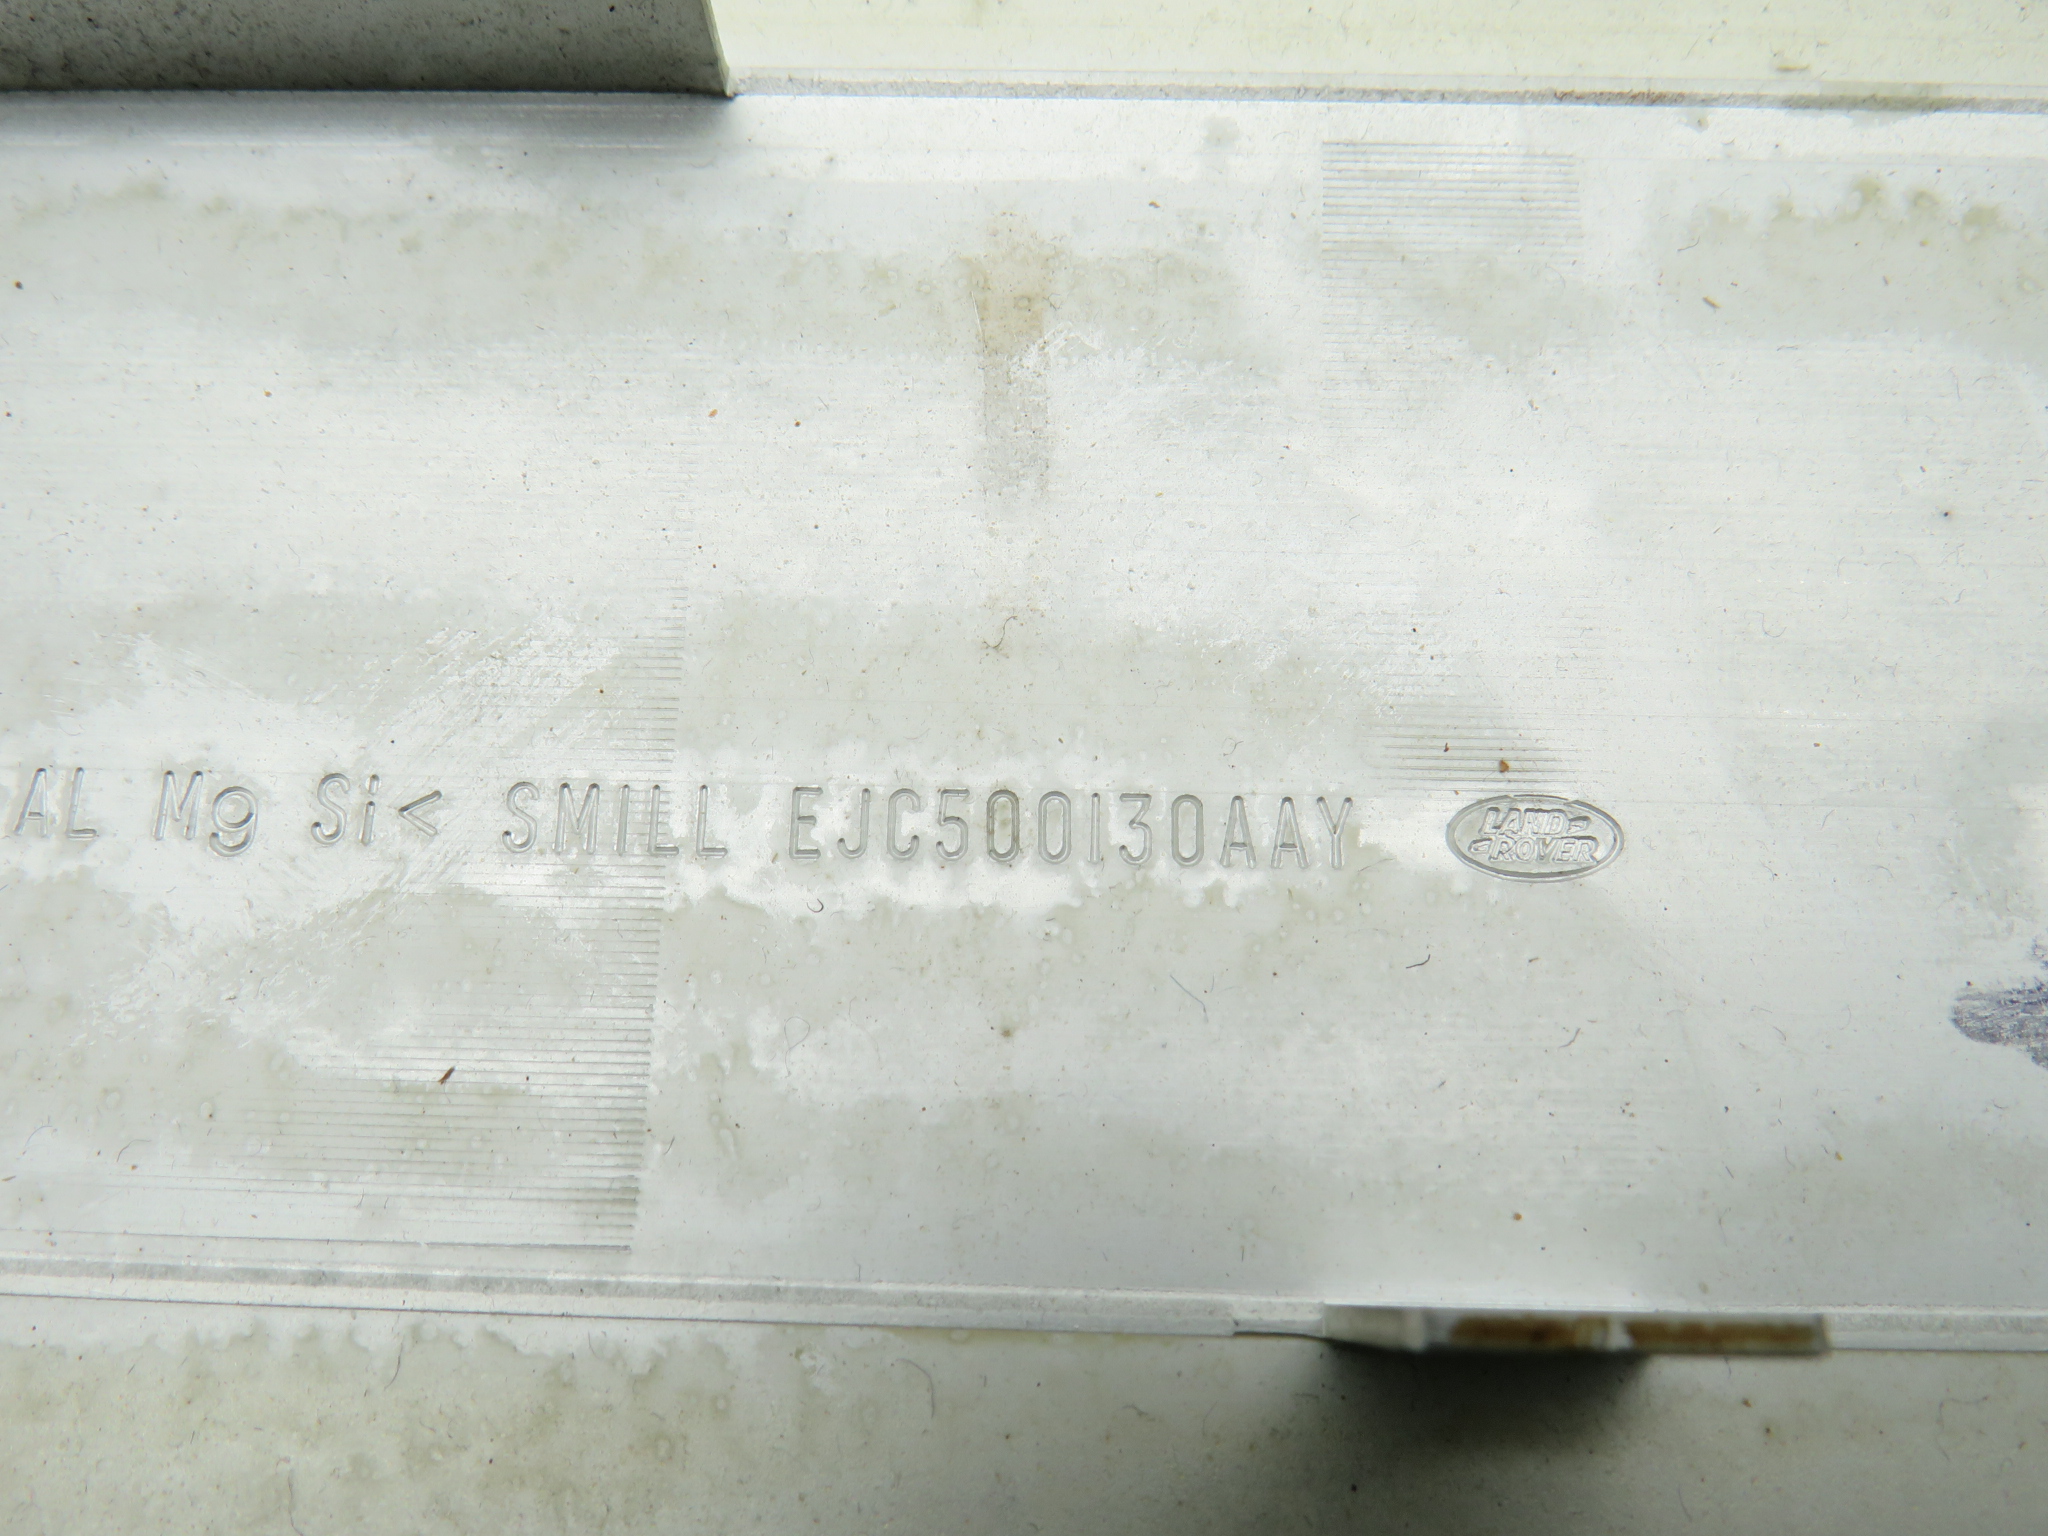 AL Mg Si< SMILL EJC500130AAY
LAND-
-ROVER